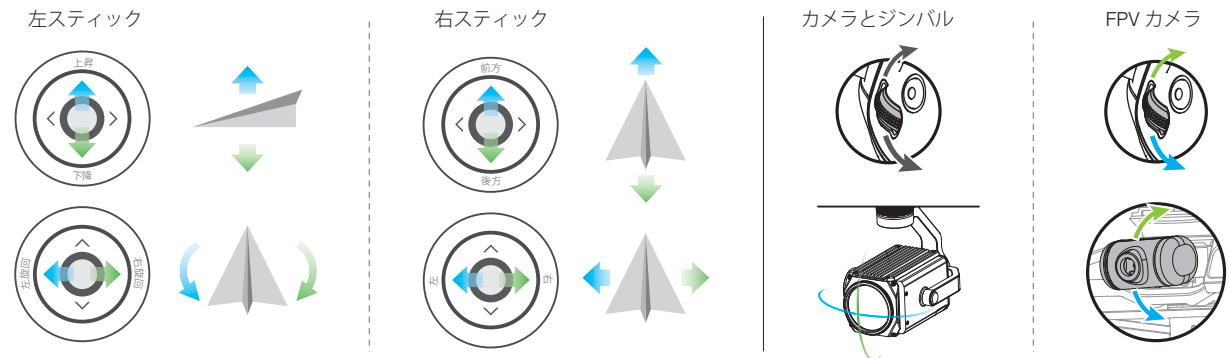 左スティック
右スティック
カメラとジンバル
FPV カメラ
上昇
下降
前方
後方
左旋回
右旋回
左
右